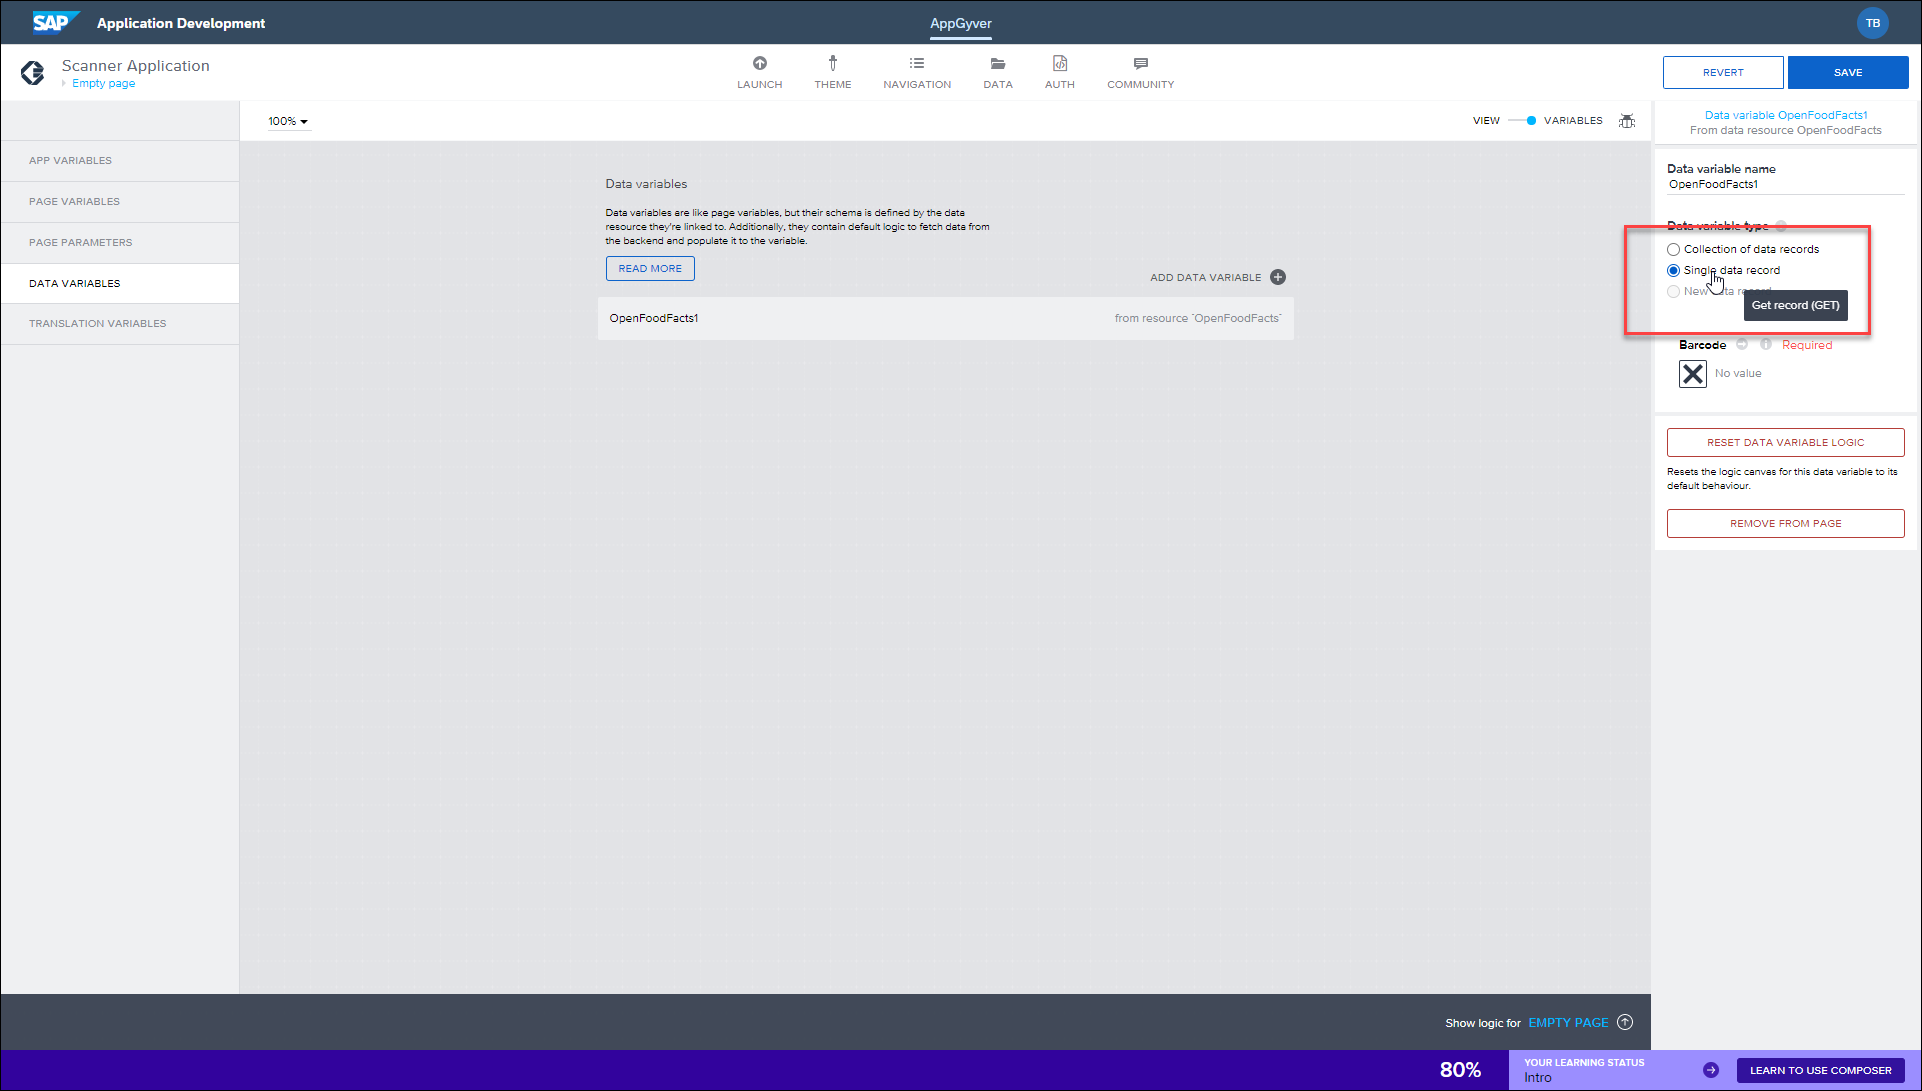 SAP Application Development
AppGyver
TB
Scanner Application
Empty page
LAUNCH
THEME
NAVIGATION
DATA
AUTH
COMMUNITY
REVERT
SAVE
100%
VIEW
VARIABLES
APP VARIABLES
PAGE VARIABLES
PAGE PARAMETERS
DATA VARIABLES
TRANSLATION VARIABLES
Data variables
Data variables are like page variables, but their schema is defined by the data
resource they're linked to. Additionally, they contain default logic to fetch data from
the backend and populate it to the variable.
READ MORE
ADD DATA VARIABLE
OpenFoodFacts1
from resource `OpenFoodFacts`
Data variable OpenFoodFacts1
From data resource OpenFoodFacts
Data variable name
OpenFoodFacts1
Data variable type
Collection of data records
Single data record
New data record
Get record (GET)
Barcode
Required
No value
RESET DATA VARIABLE LOGIC
Resets the logic canvas for this data variable to its
default behaviour.
REMOVE FROM PAGE
Show logic for EMPTY PAGE
80%
YOUR LEARNING STATUS
Intro
LEARN TO USE COMPOSER